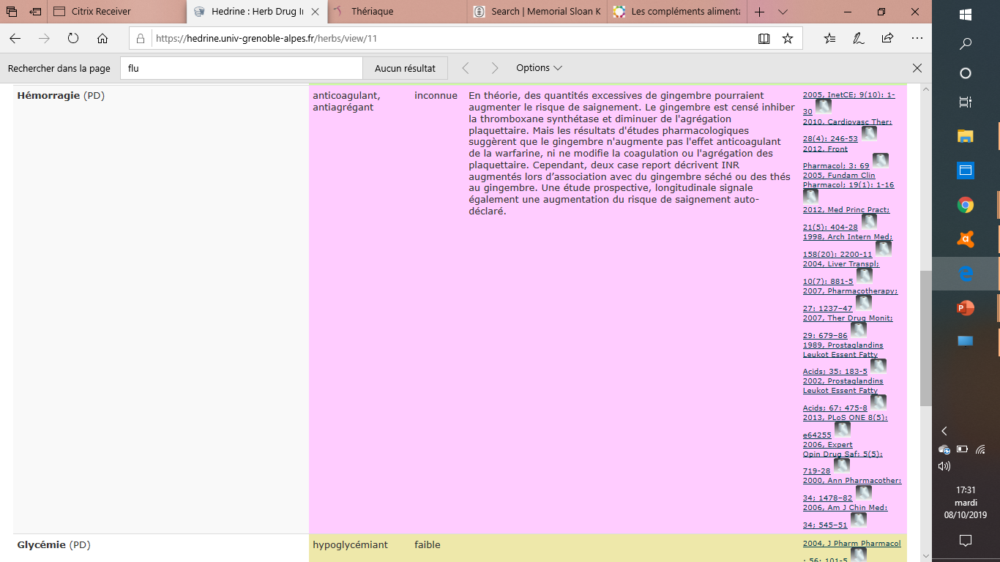 Citrix Receiver
Hedrine : Herb Drug In
Thériaque
Search | Memorial Sloan K
Les compléments alimenta
https://hedrine.univ-grenoble-alpes.fr/herbs/view/11
Rechercher dans la page
flu
Aucun résultat
Options
Hémorragie (PD)
anticoagulant,
antiagrégant
inconnue
En théorie, des quantités excessives de gingembre pourraient
augmenter le risque de saignement. Le gingembre est censé inhiber
la thromboxane synthétase et diminuer de l'agrégation
plaquettaire. Mais les résultats d'études pharmacologiques
suggèrent que le gingembre n'augmente pas l'effet anticoagulant
de la warfarine, ni ne modifie la coagulation ou l'agrégation des
plaquettaire. Cependant, deux case report décrivent INR
augmentés lors d’association avec du gingembre séché ou des thés
au gingembre. Une étude prospective, longitudinale signale
également une augmentation du risque de saignement auto-
déclaré.
2005, InetCE; 9(10): 1-
30
2010, Cardiovasc Ther;
28(4): 246-53
2012, Front
Pharmacol; 3: 69
2005, Fundam Clin
Pharmacol; 19(1): 1-16
2012, Med Princ Pract;
21(5): 404-28
1998, Arch Intern Med;
158(20): 2200-11
2004, Liver Transpl;
10(7): 881-5
2007, Pharmacotherapy;
27: 1237–47
2007, Ther Drug Monit;
29: 679–86
1989, Prostaglandins
Leukot Essent Fatty
Acids; 35: 183-5
2002, Prostaglandins
Leukot Essent Fatty
Acids; 67: 475-8
2013, PLoS ONE 8(5):
e64255
2006, Expert
Opin Drug Saf; 5(5):
719-28
2000, Ann Pharmacother;
34; 1478–82
2006, Am J Chin Med;
34; 545–51
Glycémie (PD)
hypoglycémiant
faible
2004, J Pharm Pharmacol
; 56: 101-5
17:31
mardi
08/10/2019